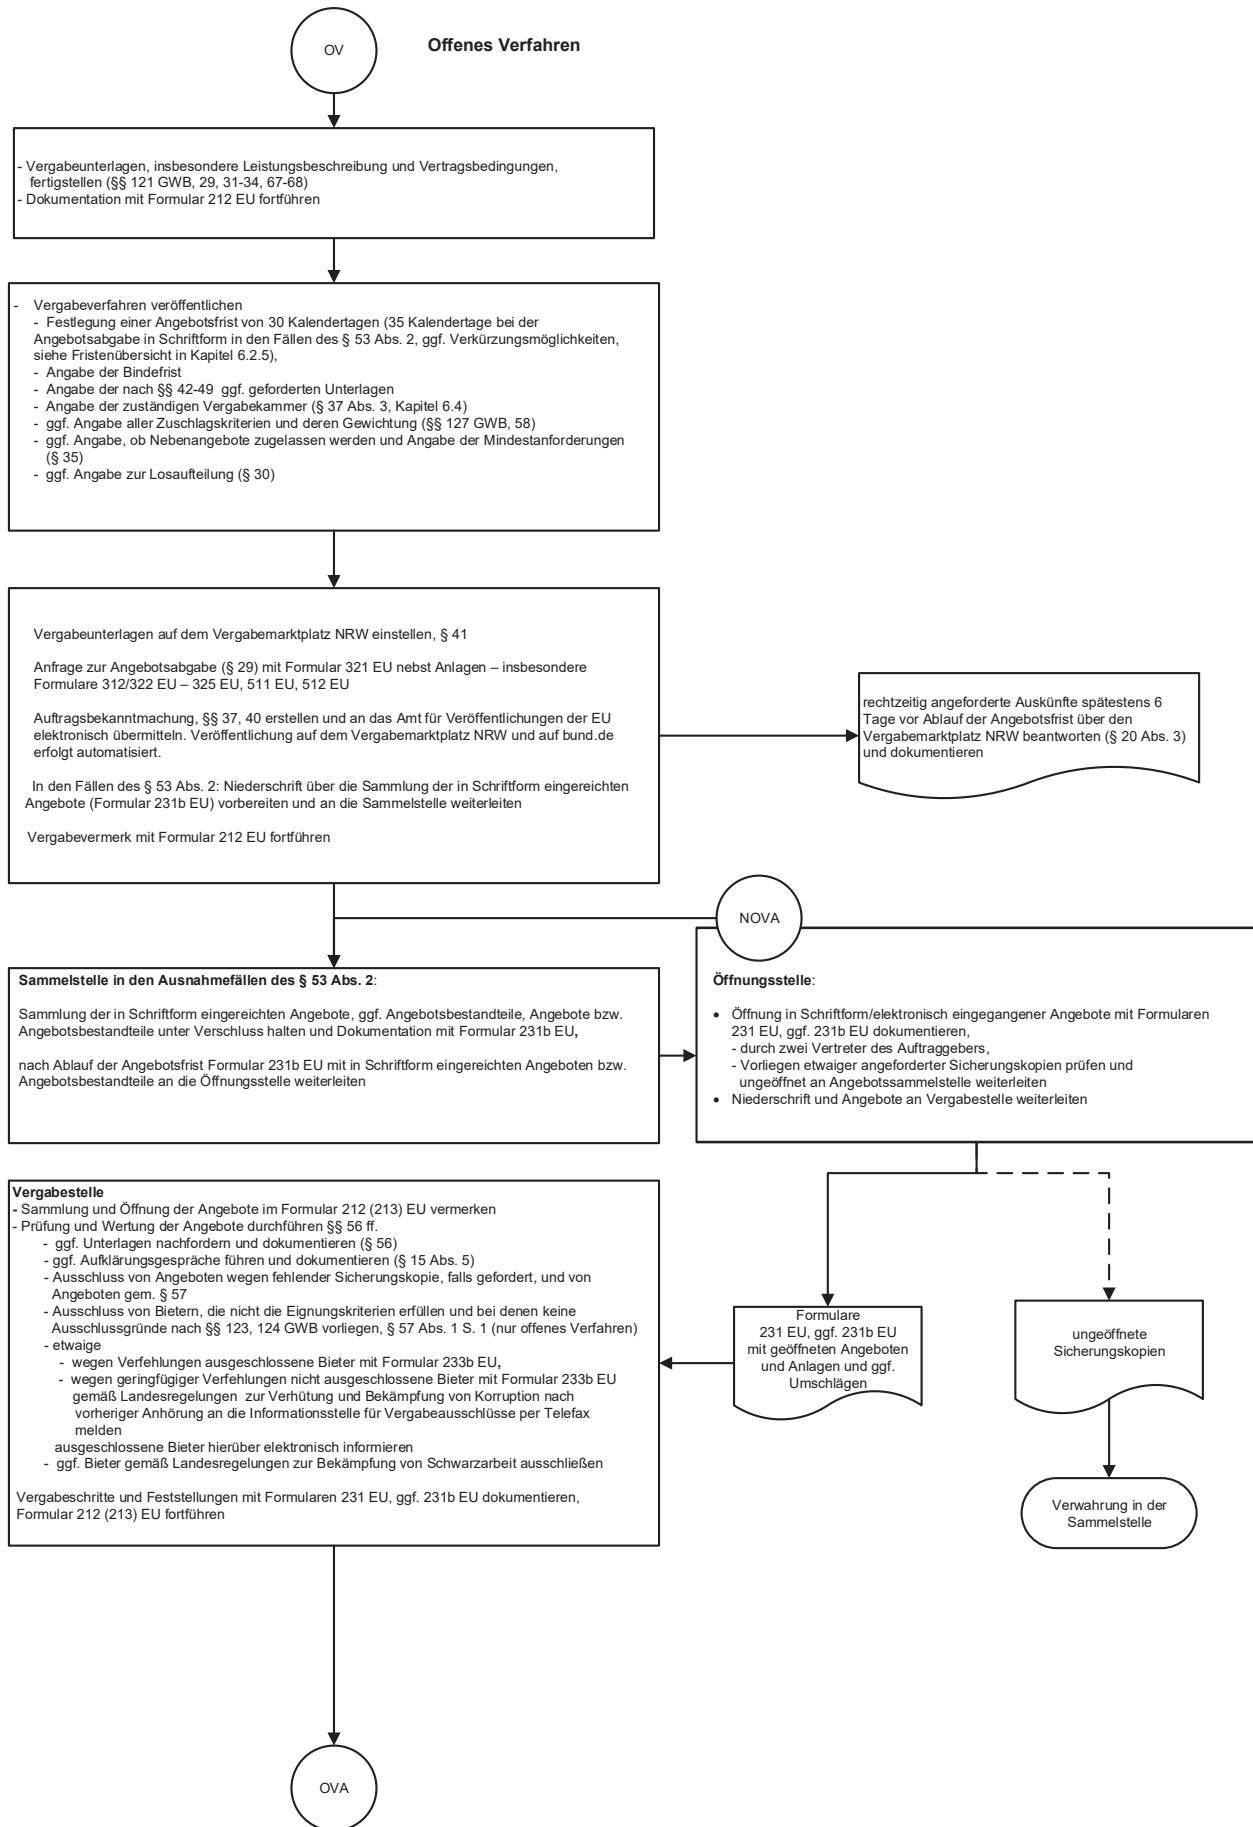 OV
Offenes Verfahren
- Vergabeunterlagen, insbesondere Leistungsbeschreibung und Vertragsbedingungen,
fertigstellen (§§ 121 GWB, 29, 31-34, 67-68)
- Dokumentation mit Formular 212 EU fortführen
- Vergabeverfahren veröffentlichen
- Festlegung einer Angebotsfrist von 30 Kalendertagen (35 Kalendertage bei der
Angebotsabgabe in Schriftform in den Fällen des § 53 Abs. 2, ggf. Verkürzungsmöglichkeiten,
siehe Fristenübersicht in Kapitel 6.2.5),
- Angabe der Bindefrist
- Angabe der nach §§ 42-49 ggf. geforderten Unterlagen
- Angabe der zuständigen Vergabekammer (§ 37 Abs. 3, Kapitel 6.4)
- ggf. Angabe aller Zuschlagskriterien und deren Gewichtung (§§ 127 GWB, 58)
- ggf. Angabe, ob Nebenangebote zugelassen werden und Angabe der Mindestanforderungen
(§ 35)
- ggf. Angabe zur Losaufteilung (§ 30)
Vergabeunterlagen auf dem Vergabemarktplatz NRW einstellen, § 41
Anfrage zur Angebotsabgabe (§ 29) mit Formular 321 EU nebst Anlagen – insbesondere
Formulare 312/322 EU – 325 EU, 511 EU, 512 EU
Auftragsbekanntmachung, §§ 37, 40 erstellen und an das Amt für Veröffentlichungen der EU
elektronisch übermitteln. Veröffentlichung auf dem Vergabemarktplatz NRW und auf bund.de
erfolgt automatisiert.
In den Fällen des § 53 Abs. 2: Niederschrift über die Sammlung der in Schriftform eingereichten
Angebote (Formular 231b EU) vorbereiten und an die Sammelstelle weiterleiten
Vergabevermerk mit Formular 212 EU fortführen
rechtzeitig angeforderte Auskünfte spätestens 6
Tage vor Ablauf der Angebotsfrist über den
Vergabemarktplatz NRW beantworten (§ 20 Abs. 3)
und dokumentieren
NOVA
Sammelstelle in den Ausnahmefällen des § 53 Abs. 2:
Sammlung der in Schriftform eingereichten Angebote, ggf. Angebotsbestandteile, Angebote bzw.
Angebotsbestandteile unter Verschluss halten und Dokumentation mit Formular 231b EU,
nach Ablauf der Angebotsfrist Formular 231b EU mit in Schriftform eingereichten Angeboten bzw.
Angebotsbestandteile an die Öffnungsstelle weiterleiten
Öffnungsstelle:
• Öffnung in Schriftform/elektronisch eingegangener Angebote mit Formularen
231 EU, ggf. 231b EU dokumentieren,
- durch zwei Vertreter des Auftraggebers,
- Vorliegen etwaiger angeforderter Sicherungskopien prüfen und
ungeöffnet an Angebotssammelstelle weiterleiten
• Niederschrift und Angebote an Vergabestelle weiterleiten
Vergabestelle
- Sammlung und Öffnung der Angebote im Formular 212 (213) EU vermerken
- Prüfung und Wertung der Angebote durchführen §§ 56 ff.
- ggf. Unterlagen nachfordern und dokumentieren (§ 56)
- ggf. Aufklärungsgespräche führen und dokumentieren (§ 15 Abs. 5)
- Ausschluss von Angeboten wegen fehlender Sicherungskopie, falls gefordert, und von
Angeboten gem. § 57
- Ausschluss von Bietern, die nicht die Eignungskriterien erfüllen und bei denen keine
Ausschlussgründe nach §§ 123, 124 GWB vorliegen, § 57 Abs. 1 S. 1 (nur offenes Verfahren)
- etwaige
- wegen Verfehlungen ausgeschlossene Bieter mit Formular 233b EU,
- wegen geringfügiger Verfehlungen nicht ausgeschlossene Bieter mit Formular 233b EU
gemäß Landesregelungen zur Verhütung und Bekämpfung von Korruption nach
vorheriger Anhörung an die Informationsstelle für Vergabeausschlüsse per Telefax
melden
ausgeschlossene Bieter hierüber elektronisch informieren
- ggf. Bieter gemäß Landesregelungen zur Bekämpfung von Schwarzarbeit ausschließen
Vergabeschritte und Feststellungen mit Formularen 231 EU, ggf. 231b EU dokumentieren,
Formular 212 (213) EU fortführen
Formulare
231 EU, ggf. 231b EU
mit geöffneten Angeboten
und Anlagen und ggf.
Umschlägen
ungeöffnete
Sicherungskopien
Verwahrung in der
Sammelstelle
OVA